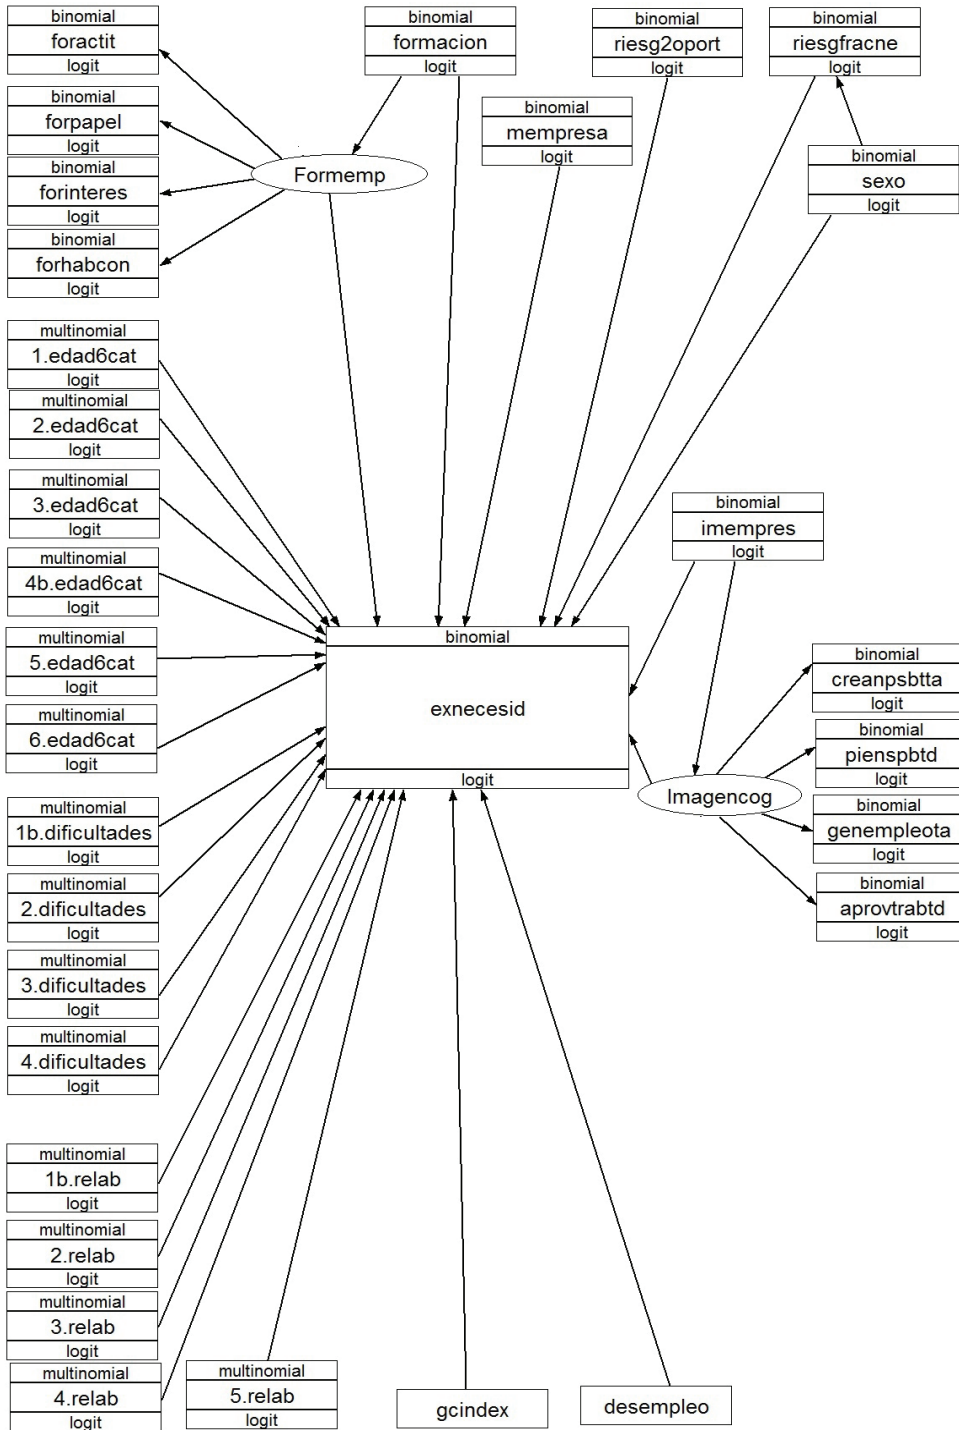 binomial
foractit
logit
binomial
formacion
logit
binomial
riesg2oport
logit
binomial
riesgfracne
logit
binomial
forpapel
logit
binomial
mempresa
logit
binomial
forinteres
logit
Formemp
binomial
sexo
logit
binomial
forhabcon
logit
multinomial
1.edad6cat
logit
multinomial
2.edad6cat
logit
multinomial
3.edad6cat
logit
binomial
imempres
logit
multinomial
4b.edad6cat
logit
multinomial
5.edad6cat
logit
binomial
exnecesid
logit
binomial
creanpsbtta
logit
multinomial
6.edad6cat
logit
binomial
pienspbtd
logit
Imagencog
multinomial
1b.dificultades
logit
binomial
genempleota
logit
multinomial
2.dificultades
logit
binomial
aprovtrabtd
logit
multinomial
3.dificultades
logit
multinomial
4.dificultades
logit
multinomial
1b.relab
logit
multinomial
2.relab
logit
multinomial
3.relab
logit
multinomial
4.relab
logit
multinomial
5.relab
logit
gcindex
desempleo